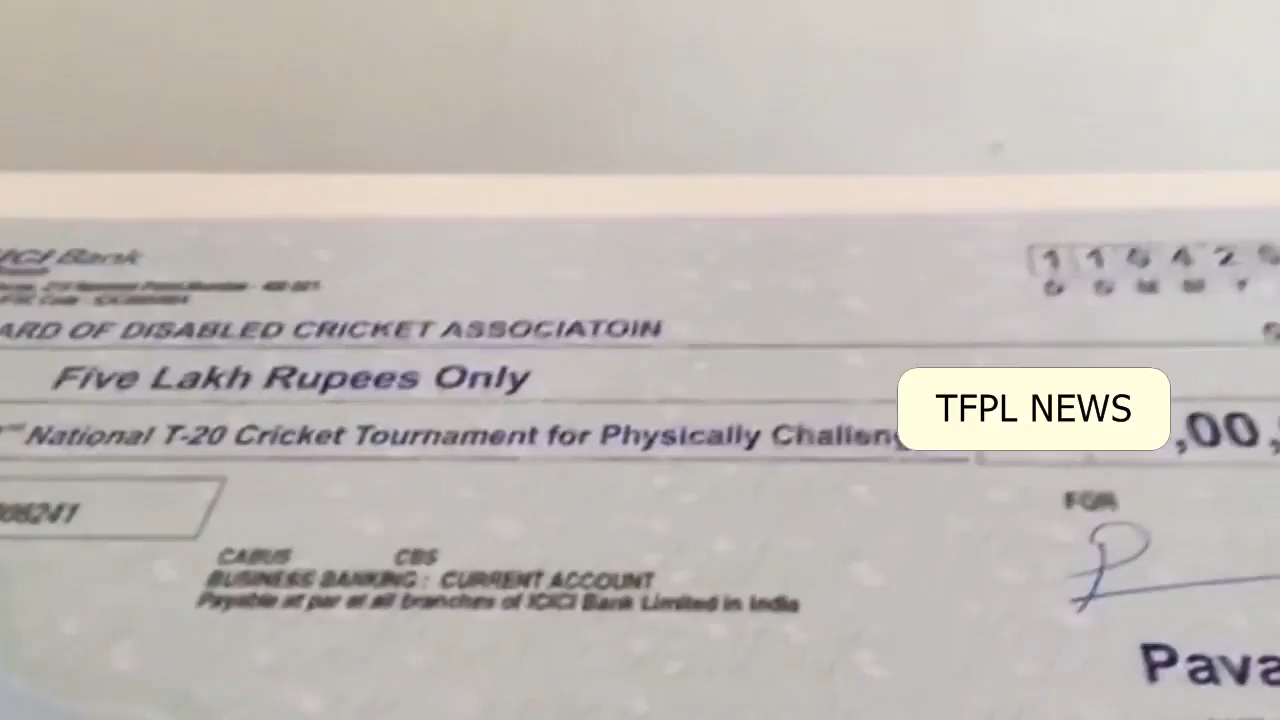 ICICI Bank
ARD OF DISABLED CRICKET ASSOCIATOIN
Five Lakh Rupees Only
National T-20 Cricket Tournament for Physically Challeng
TFPL NEWS
,00,
FOR
CABUS CBS
BUSINESS BANKING : CURRENT ACCOUNT
Payable at par at all branches of ICICI Bank Limited in India
Pava